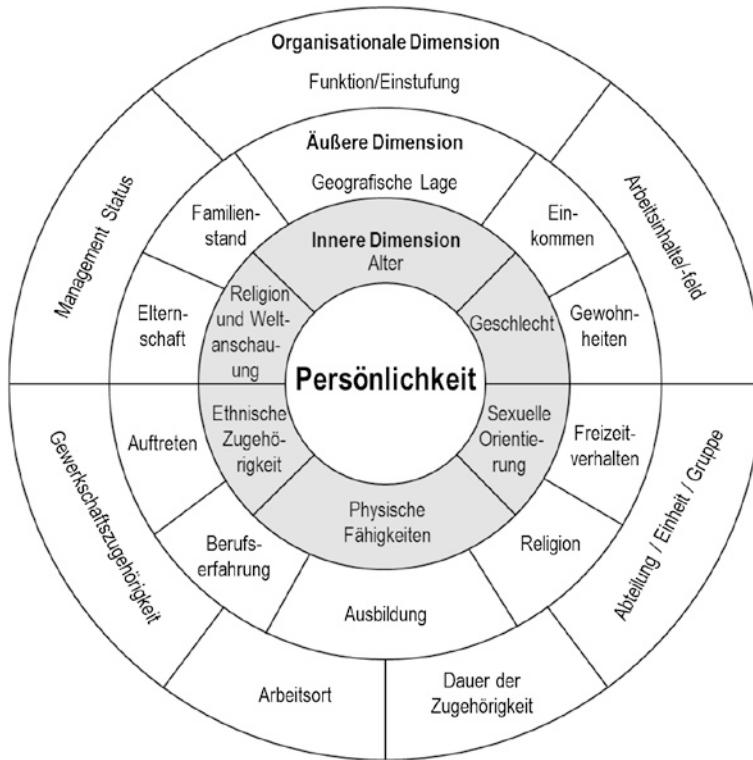 Organisationale Dimension
Funktion/Einstufung
Arbeitsinhalte/-feld
Abteilung / Einheit / Gruppe
Dauer der
Zugehörigkeit
Arbeitsort
Gewerkschaftszugehörigkeit
Management Status
Äußere Dimension
Geografische Lage
Ein-
kommen
Gewohn-
heiten
Freizeit-
verhalten
Religion
Ausbildung
Berufs-
erfahrung
Auftreten
Eltern-
schaft
Familien-
stand
Innere Dimension
Alter
Geschlecht
Sexuelle
Orientie-
rung
Physische
Fähigkeiten
Ethnische
Zugehö-
rigkeit
Religion
und Welt-
anschau-
ung
Persönlichkeit